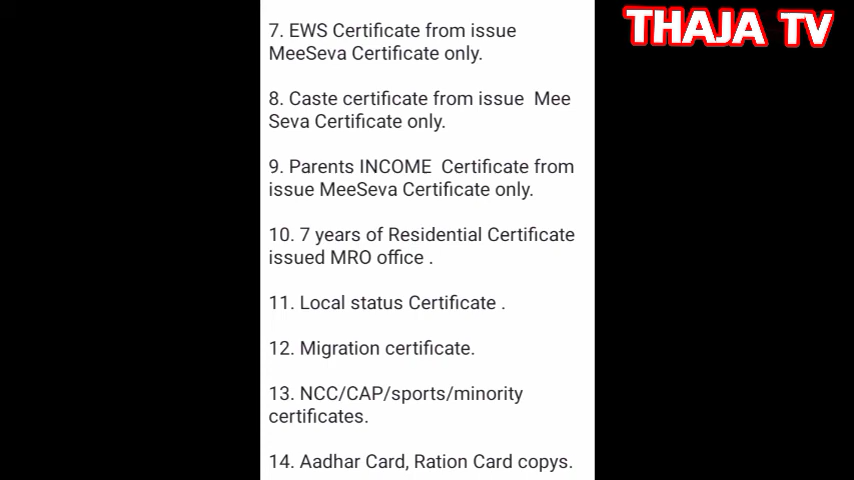 THAJA TV
7. EWS Certificate from issue
MeeSeva Certificate only.
8. Caste certificate from issue  Mee
Seva Certificate only.
9. Parents INCOME  Certificate from
issue MeeSeva Certificate only.
10. 7 years of Residential Certificate
issued MRO office .
11. Local status Certificate .
12. Migration certificate.
13. NCC/CAP/sports/minority
certificates.
14. Aadhar Card, Ration Card copys.